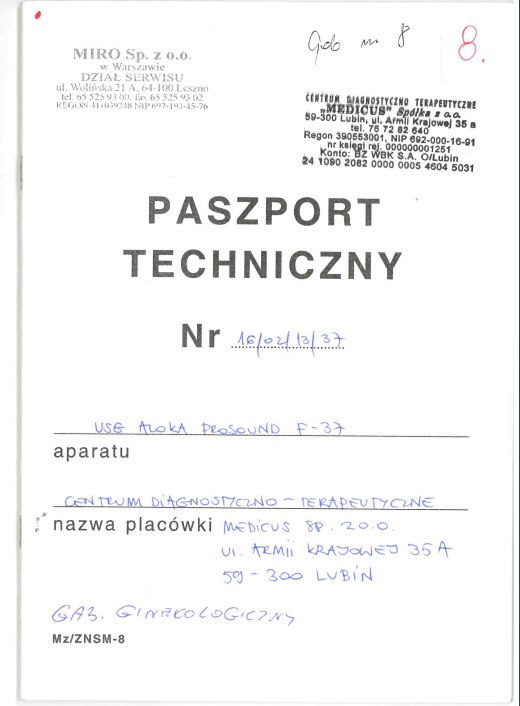 MIRO Sp. z o.o.
w Warszawie
DZIAŁ SERWISU
ul. Wolińska 21 A, 64-100 Leszno
tel. 65 525 93 00, fax 65 525 93 02
REGON 411039248 NIP 697-193-45-76
Gab nr 8
8.
CENTRUM DIAGNOSTYCZNO TERAPEUTYCZNE
„MEDICUS" Spółka z o.o.
59-300 Lubin, ul. Armii Krajowej 35 a
tel. 76 72 82 640
Regon 390553001, NIP 692-000-16-91
nr księgi rej. 000000001251
Konto: BZ WBK S.A. O/Lubin
24 1090 2082 0000 0005 4604 5031
PASZPORT
TECHNICZNY
Nr 16/02/13/37
USG ALOKA PROSOUND F-37
aparatu
CENTRUM DIAGNOSTYCZNO - TERAPEUTYCZNE
nazwa placówki MEDICUS SP. ZO.O.
Ul. ARMII KRAJOWEJ 35 A
59-300 LUBIN
GAB. GINEKOLOGICZNY
Mz/ZNSM-8